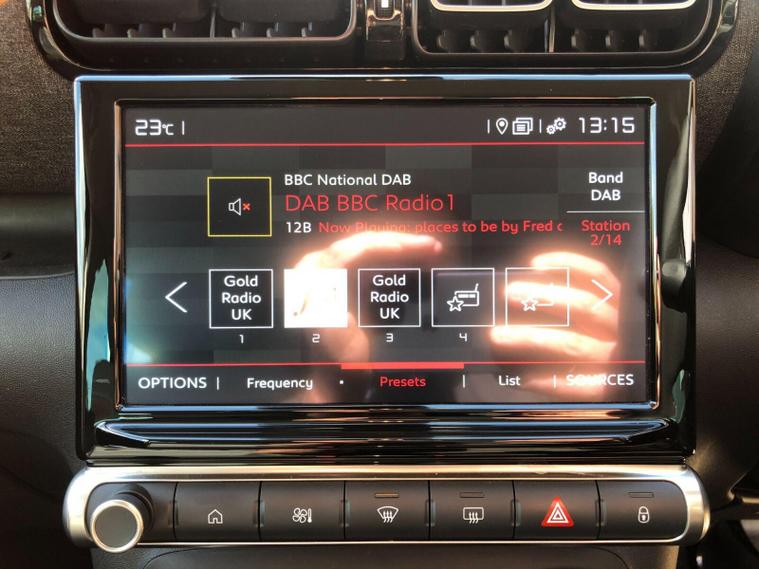 23°C
13:15
BBC National DAB
DAB BBC Radio1
12B Now Playing: places to be by Fred c
Band
DAB
Station
2/14
Gold
Radio
UK
Gold
Radio
UK
1
2
3
4
OPTIONS
Frequency
Presets
List
SOURCES